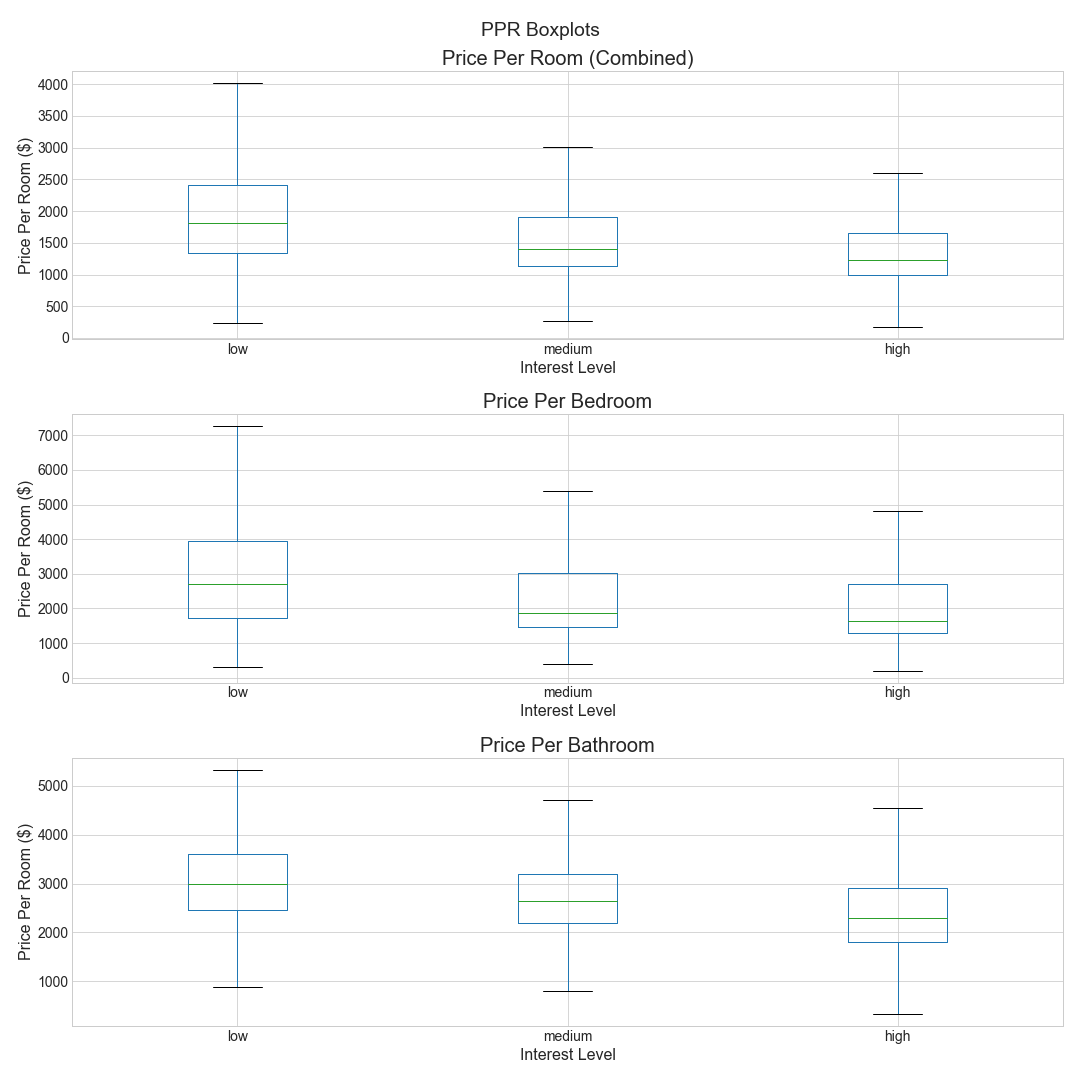 PPR Boxplots
Price Per Room (Combined)
Price Per Room ($)
4000
3500
3000
2500
2000
1500
1000
500
0
low medium high
Interest Level
Price Per Bedroom
Price Per Room ($)
7000
6000
5000
4000
3000
2000
1000
0
low medium high
Interest Level
Price Per Bathroom
Price Per Room ($)
5000
4000
3000
2000
1000
low medium high
Interest Level